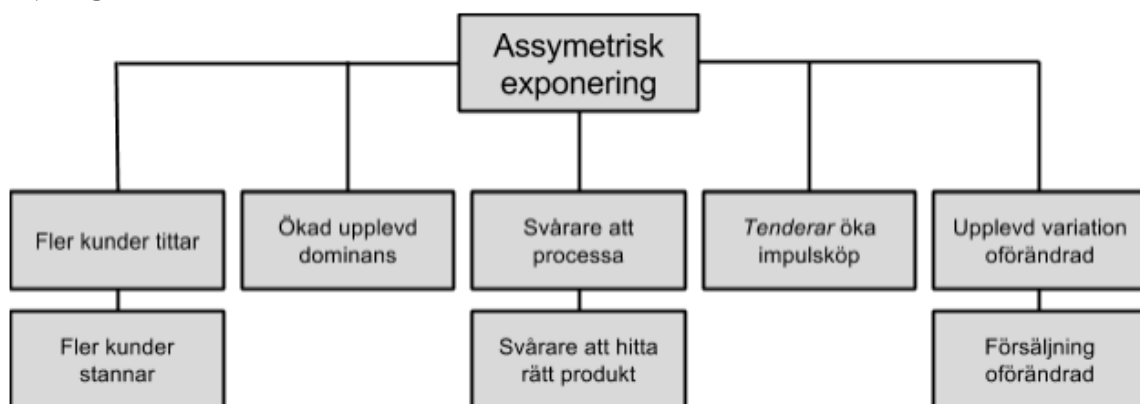 Assymetrisk
exponering
Fler kunder tittar
Ökad upplevd
dominans
Svårare att
processa
Tenderar öka
impulsköp
Upplevd variation
oförändrad
Fler kunder
stannar
Svårare att hitta
rätt produkt
Försäljning
oförändrad